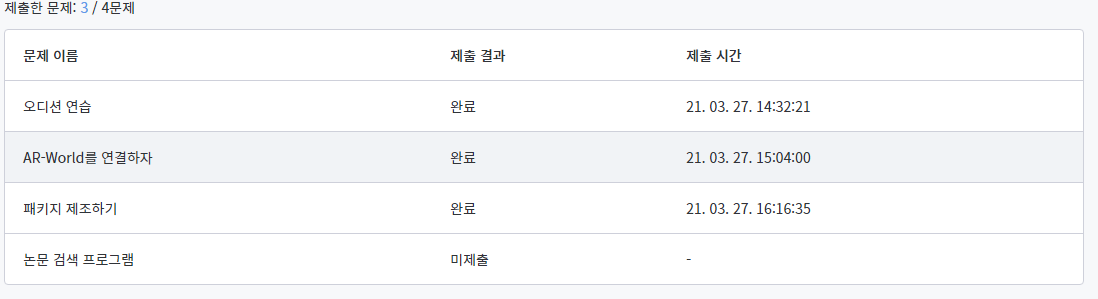 제출한 문제: 3 / 4문제
문제 이름 제출 결과 제출 시간
오디션 연습 완료 21. 03. 27. 14:32:21
AR-World를 연결하자 완료 21. 03. 27. 15:04:00
패키지 제조하기 완료 21. 03. 27. 16:16:35
논문 검색 프로그램 미제출 -